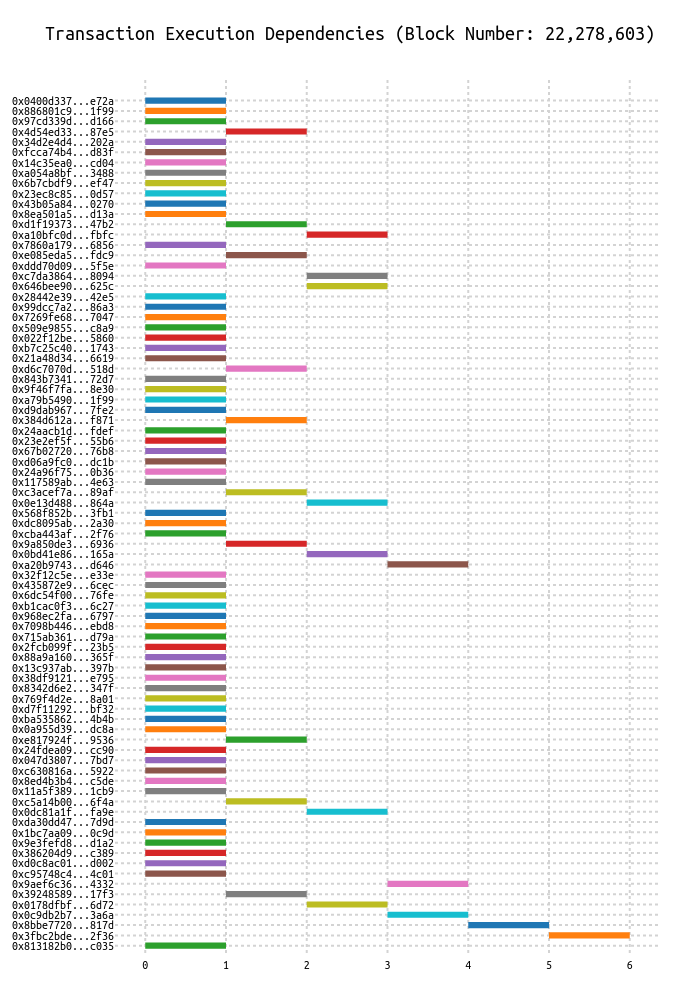 Transaction Execution Dependencies (Block Number: 22,278,603)
0x0400d337...e72a
0x886801c9...1f99
0x97cd339d...d166
0x4d54ed33...87e5
0x34d2e4d4...202a
0xfcca74b4...d83f
0x14c35ea0...cd04
0xa054a8bf...3488
0x6b7cbdf9...ef47
0x23ec8c85...0d57
0x43b05a84...0270
0x8ea501a5...d13a
0xd1f19373...47b2
0xa10bfc0d...fbfc
0x7860a179...6856
0xe085eda5...fdc9
0xddd70d09...5f5e
0xc7da3864...8094
0x646bee90...625c
0x28442e39...42e5
0x99dcc7a2...86a3
0x7269fe68...7047
0x509e9855...c8a9
0x022f12be...5860
0xb7c25c40...1743
0x21a48d34...6619
0xd6c7070d...518d
0x843b7341...72d7
0x9f46f7fa...8e30
0xa79b5490...1f99
0xd9dab967...7fe2
0x384d612a...f871
0x24aacb1d...fdef
0x23e2ef5f...55b6
0x67b02720...76b8
0xd06a9fc0...dc1b
0x24a96f75...0b36
0x117589ab...4e63
0xc3acef7a...89af
0x0e13d488...864a
0x568f852b...3fb1
0xdc8095ab...2a30
0xcba443af...2f76
0x9a850de3...6936
0x0bd41e86...165a
0xa20b9743...d646
0x32f12c5e...e33e
0x435872e9...6cec
0x6dc54f00...76fe
0xb1cac0f3...6c27
0x968ec2fa...6797
0x7098b446...ebd8
0x715ab361...d79a
0x2fcb099f...23b5
0x88a9a160...365f
0x13c937ab...397b
0x38df9121...e795
0x8342d6e2...347f
0x769f4d2e...8a01
0xd7f11292...bf32
0xba535862...4b4b
0x0a955d39...dc8a
0xe817924f...9536
0x24fdea09...cc90
0x047d3807...7bd7
0xc630816a...5922
0x8ed4b3b4...c5de
0x11a5f389...1cb9
0xc5a14b00...6f4a
0x0dc81a1f...fa9e
0xda30dd47...7d9d
0x1bc7aa09...0c9d
0x9e3fefd8...d1a2
0x386204d9...c389
0xd0c8ac01...d002
0xc95748c4...4c01
0x9aef6c36...4332
0x39248589...17f3
0x0178dfbf...6d72
0x0c9db2b7...3a6a
0x8bbe7720...817d
0x3fbc2bde...2f36
0x813182b0...c035
0 1 2 3 4 5 6